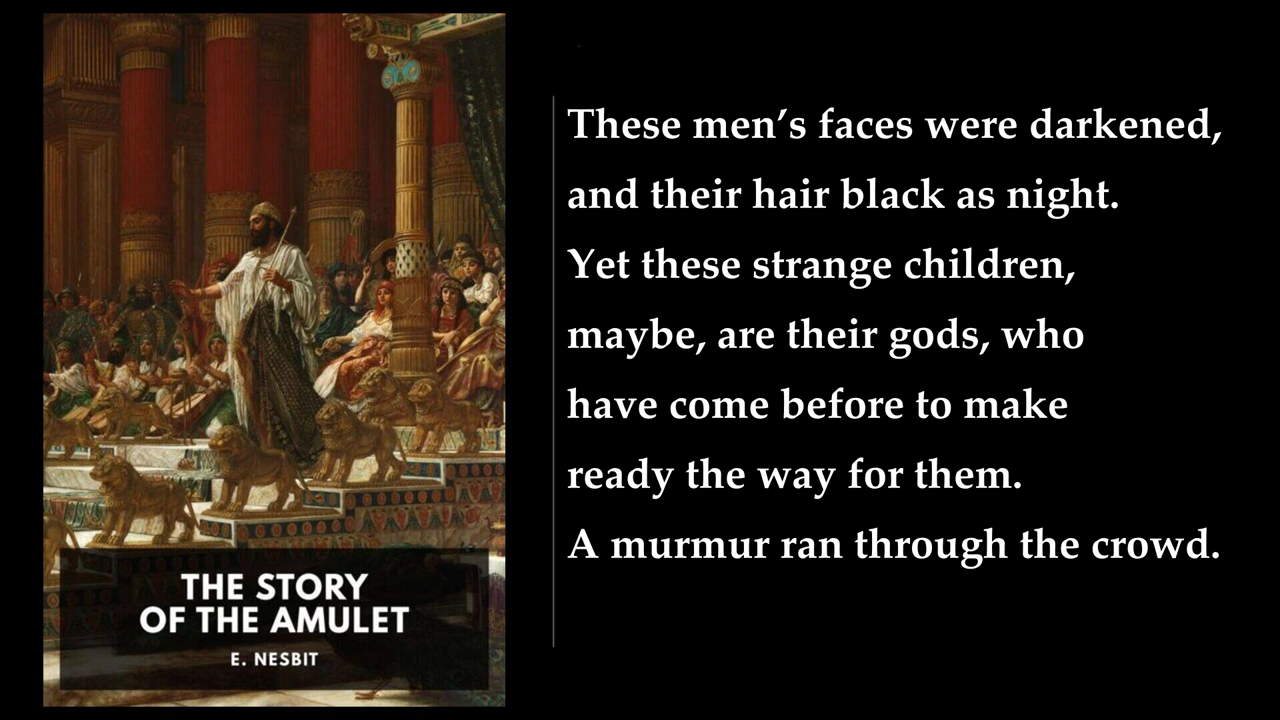 THE STORY
OF THE AMULET
E. NESBIT
These men’s faces were darkened,
and their hair black as night.
Yet these strange children,
maybe, are their gods, who
have come before to make
ready the way for them.
A murmur ran through the crowd.